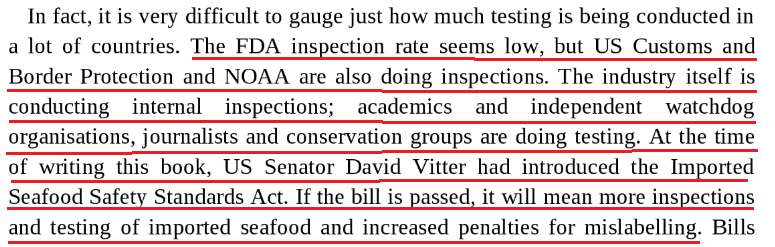 In fact, it is very difficult to gauge just how much testing is being conducted in
a lot of countries. The FDA inspection rate seems low, but US Customs and
Border Protection and NOAA are also doing inspections. The industry itself is
conducting internal inspections; academics and independent watchdog
organisations, journalists and conservation groups are doing testing. At the time
of writing this book, US Senator David Vitter had introduced the Imported
Seafood Safety Standards Act. If the bill is passed, it will mean more inspections
and testing of imported seafood and increased penalties for mislabelling. Bills